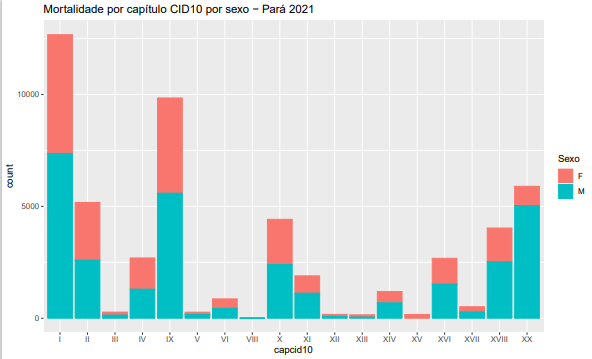 Mortalidade por capítulo CID10 por sexo − Pará 2021
count
10000
5000
0
I II III IV IX V VI VIII X XI XII XIII XIV XV XVI XVII XVIII XX
capcid10
Sexo
F
M